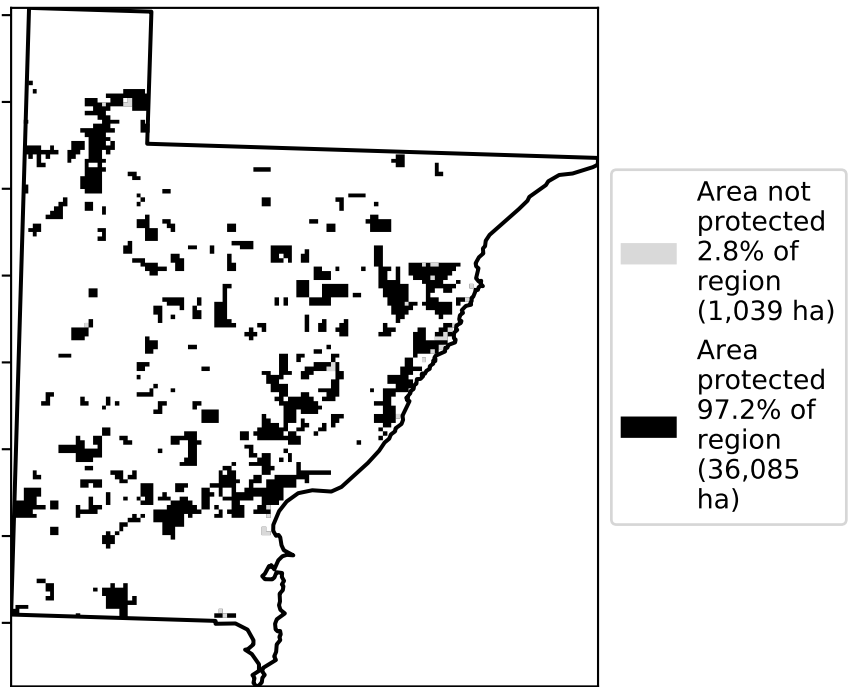 Area not
protected
2.8% of
region
(1,039 ha)
Area
protected
97.2% of
region
(36,085
ha)